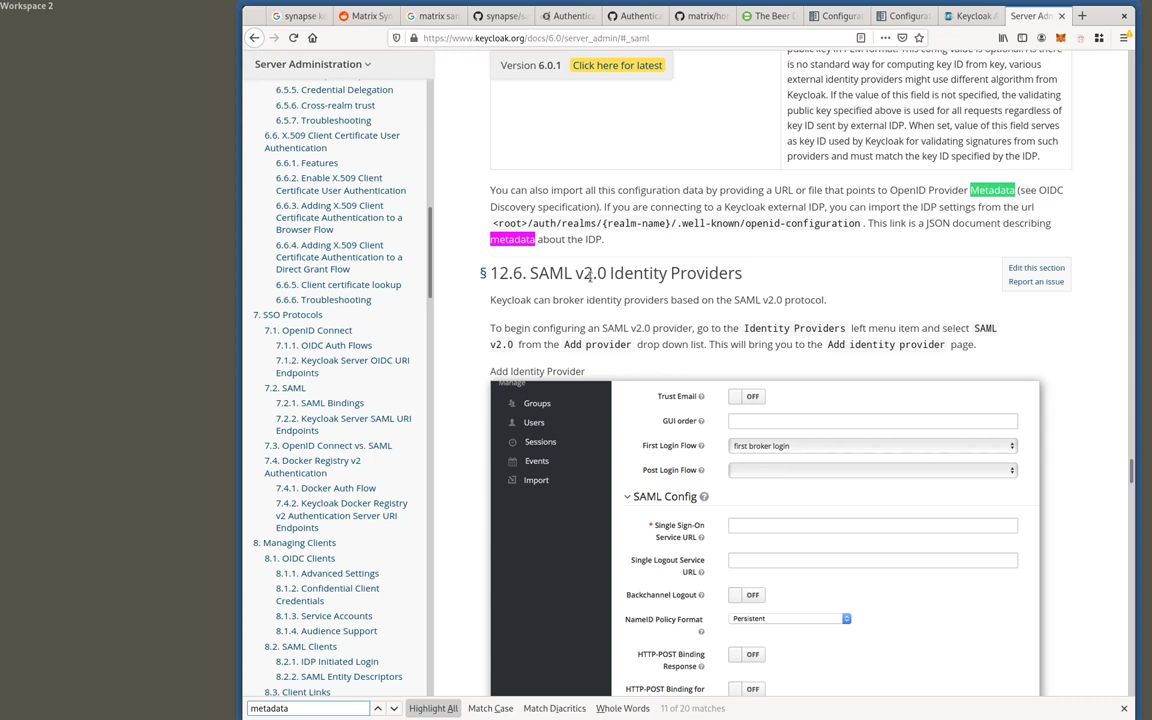 Workspace 2
synapse k
Matrix Syn
matrix san
synapse/s
Authentica
Authentica
matrix/ho
The Beer D
Configurat
Configurat
Keycloak A
Server Adm
https://www.keycloak.org/docs/6.0/server_admin/#_saml
Server Administration
6.5.5. Credential Delegation
6.5.6. Cross-realm trust
6.5.7. Troubleshooting
6.6. X.509 Client Certificate User
Authentication
6.6.1. Features
6.6.2. Enable X.509 Client
Certificate User Authentication
6.6.3. Adding X.509 Client
Certificate Authentication to a
Browser Flow
6.6.4. Adding X.509 Client
Certificate Authentication to a
Direct Grant Flow
6.6.5. Client certificate lookup
6.6.6. Troubleshooting
7. SSO Protocols
7.1. OpenID Connect
7.1.1. OIDC Auth Flows
7.1.2. Keycloak Server OIDC URI
Endpoints
7.2. SAML
7.2.1. SAML Bindings
7.2.2. Keycloak Server SAML URI
Endpoints
7.3. OpenID Connect vs. SAML
7.4. Docker Registry v2
Authentication
7.4.1. Docker Auth Flow
7.4.2. Keycloak Docker Registry
v2 Authentication Server URI
Endpoints
8. Managing Clients
8.1. OIDC Clients
8.1.1. Advanced Settings
8.1.2. Confidential Client
Credentials
8.1.3. Service Accounts
8.1.4. Audience Support
8.2. SAML Clients
8.2.1. IDP Initiated Login
8.2.2. SAML Entity Descriptors
8.3. Client Links
Version 6.0.1 Click here for latest
public key in PEM format. This config value is optional. As there
is no standard way for computing key ID from key, various
external identity providers might use different algorithm from
Keycloak. If the value of this field is not specified, the validating
public key specified above is used for all requests regardless of
key ID sent by external IDP. When set, value of this field serves
as key ID used by Keycloak for validating signatures from such
providers and must match the key ID specified by the IDP.
You can also import all this configuration data by providing a URL or file that points to OpenID Provider Metadata (see OIDC
Discovery specification). If you are connecting to a Keycloak external IDP, you can import the IDP settings from the url
<root>/auth/realms/{realm-name}/.well-known/openid-configuration. This link is a JSON document describing
metadata about the IDP.
§ 12.6. SAML v2.0 Identity Providers
Edit this section
Report an issue
Keycloak can broker identity providers based on the SAML v2.0 protocol.
To begin configuring an SAML v2.0 provider, go to the Identity Providers left menu item and select SAML
v2.0 from the Add provider drop down list. This will bring you to the Add identity provider page.
Add Identity Provider
Manage
Groups
Users
Sessions
Events
Import
Trust Email OFF
GUI order
First Login Flow first broker login
Post Login Flow
SAML Config
* Single Sign-On
Service URL
Single Logout Service
URL
Backchannel Logout OFF
NameID Policy Format Persistent
HTTP-POST Binding OFF
Response
HTTP-POST Binding for OFF
metadata Highlight All Match Case Match Diacritics Whole Words 11 of 20 matches